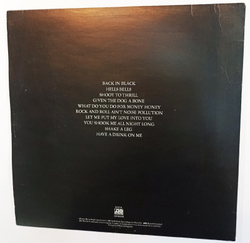 BACK IN BLACK
HELLS BELLS
SHOOT TO THRILL
GIVEN THE DOG A BONE
WHAT DO YOU DO FOR MONEY HONEY
ROCK AND ROLL AIN'T NOISE POLLUTION
LET ME PUT MY LOVE INTO YOU
YOU SHOOK ME ALL NIGHT LONG
SHAKE A LEG
HAVE A DRINK ON ME